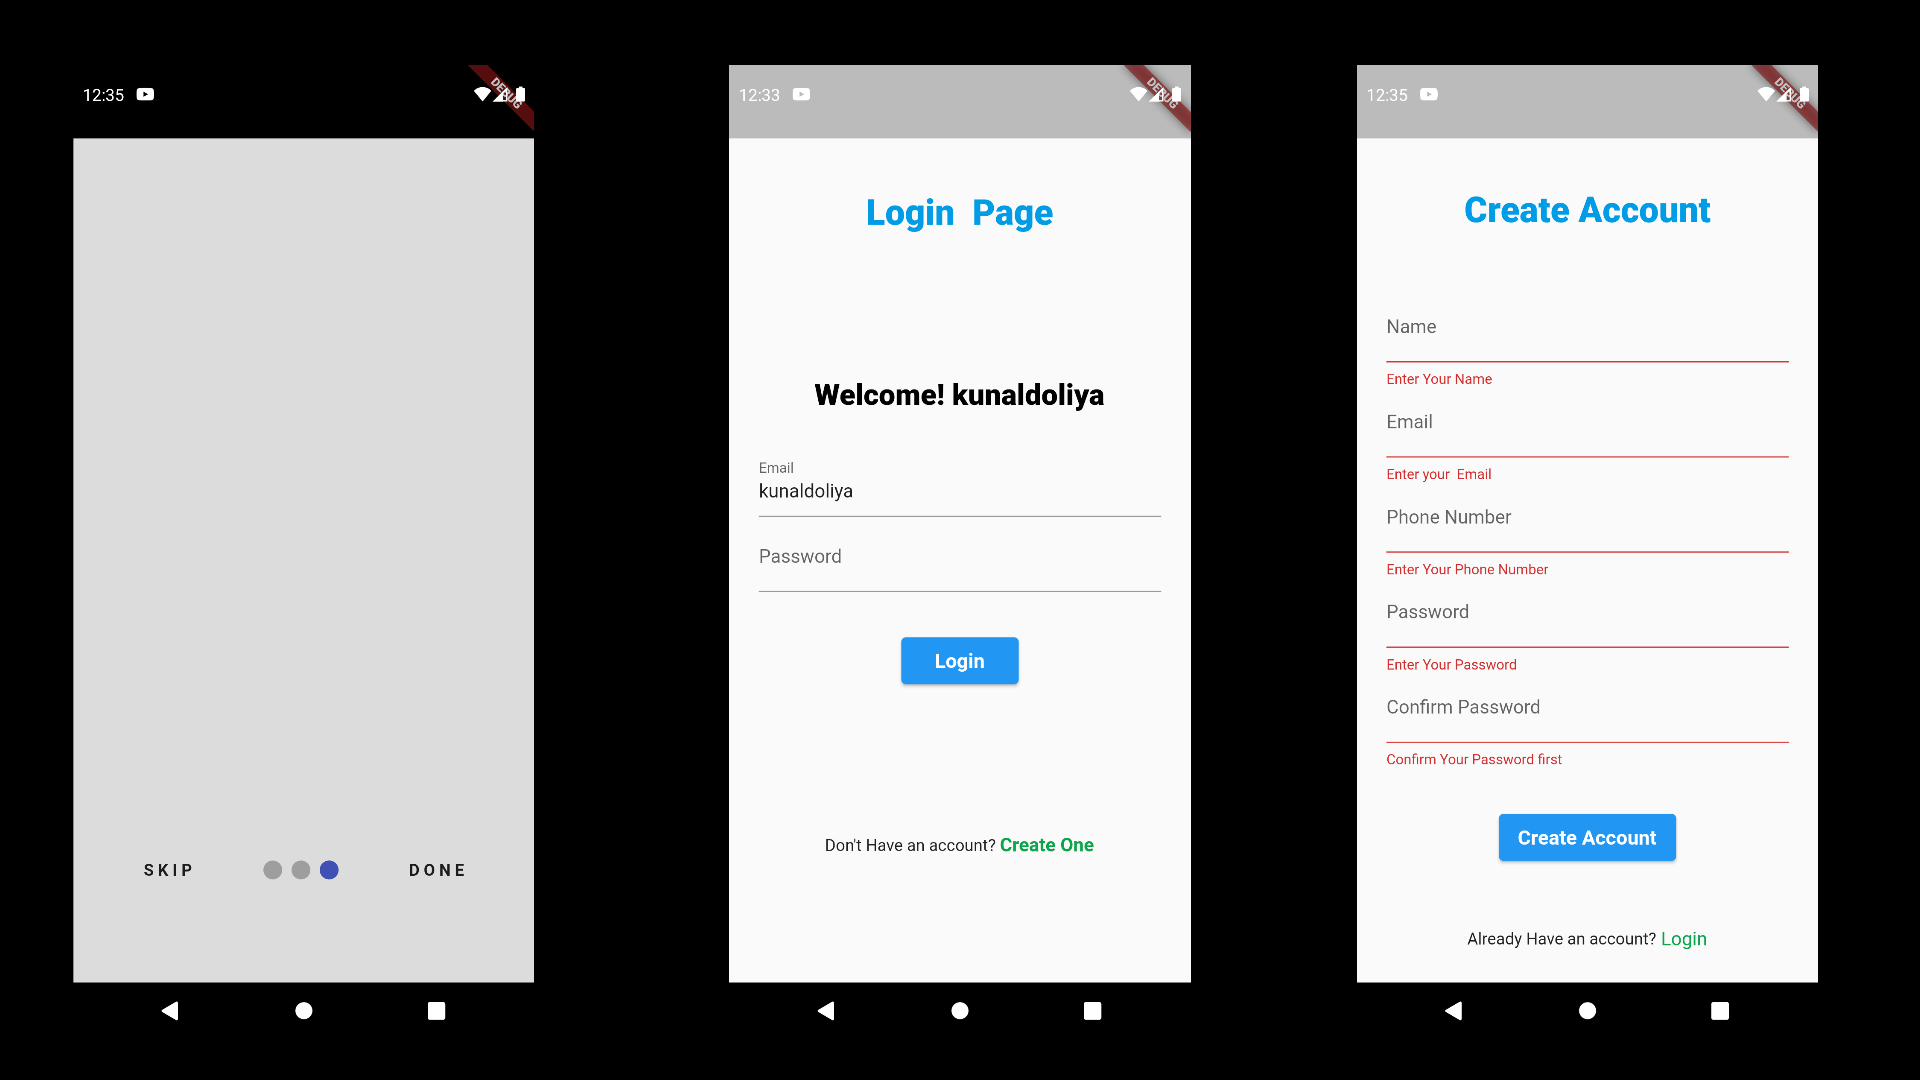 12:35
DEBUG
SKIP
DONE
12:33
DEBUG
Login  Page
Welcome! kunaldoliya
Email
kunaldoliya
Password
Login
Don't Have an account? Create One
12:35
DEBUG
Create Account
Name
Enter Your Name
Email
Enter your  Email
Phone Number
Enter Your Phone Number
Password
Enter Your Password
Confirm Password
Confirm Your Password first
Create Account
Already Have an account? Login